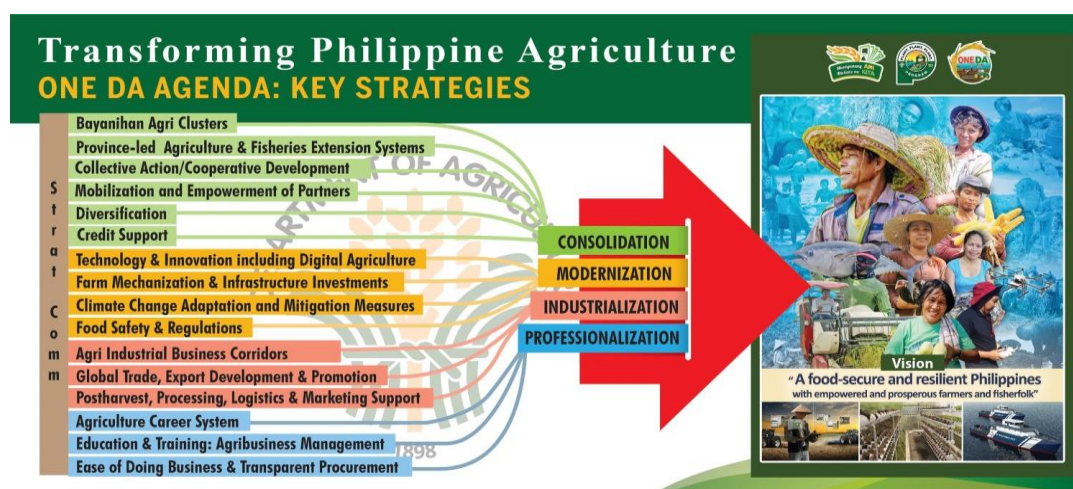 Transforming Philippine Agriculture
ONE DA AGENDA: KEY STRATEGIES
Strat Comm
Bayanihan Agri Clusters
Province-led Agriculture & Fisheries Extension Systems
Collective Action/Cooperative Development
Mobilization and Empowerment of Partners
Diversification
Credit Support
Technology & Innovation including Digital Agriculture
Farm Mechanization & Infrastructure Investments
Climate Change Adaptation and Mitigation Measures
Food Safety & Regulations
Agri Industrial Business Corridors
Global Trade, Export Development & Promotion
Postharvest, Processing, Logistics & Marketing Support
Agriculture Career System
Education & Training: Agribusiness Management
Ease of Doing Business & Transparent Procurement
1898
CONSOLIDATION
MODERNIZATION
INDUSTRIALIZATION
PROFESSIONALIZATION
ONE DA
Vision
“A food-secure and resilient Philippines
with empowered and prosperous farmers and fisherfolk”